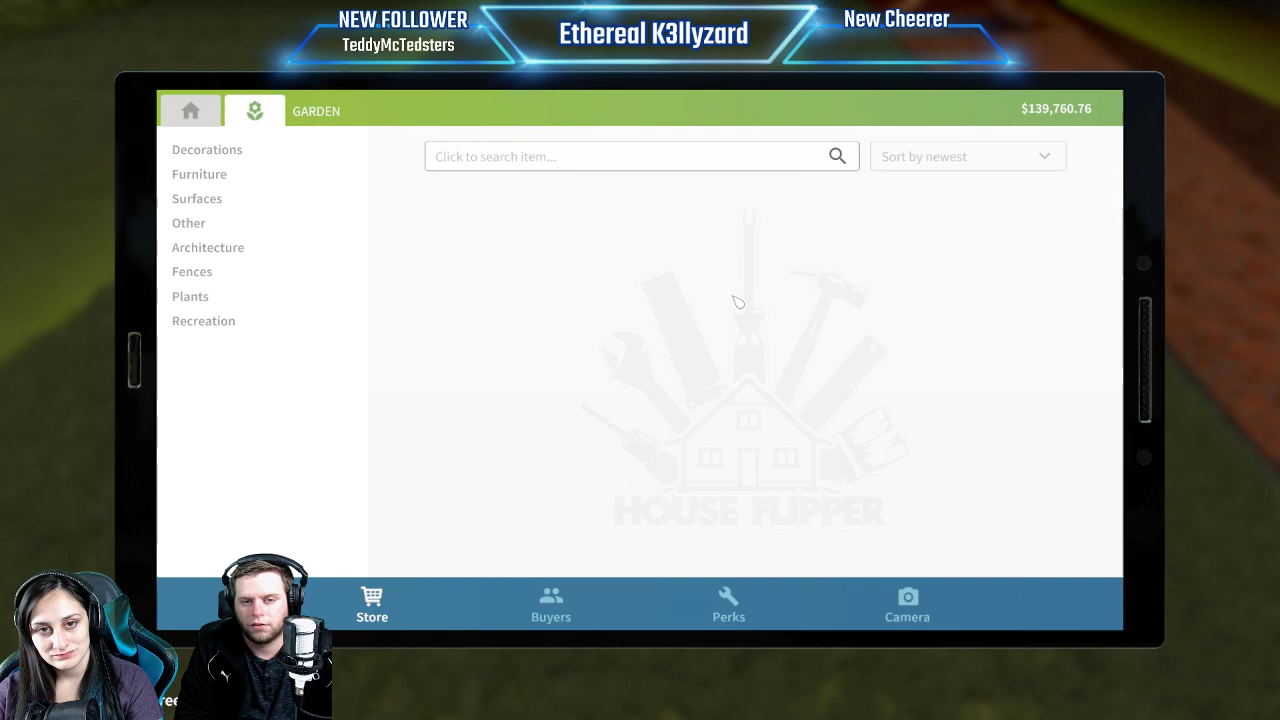 NEW FOLLOWER
TeddyMcTedsters
Ethereal K3llyzard
New Cheerer
GARDEN
$139,760.76
Decorations
Furniture
Surfaces
Other
Architecture
Fences
Plants
Recreation
Click to search item...
Sort by newest
HOUSE FLIPPER
Store
Buyers
Perks
Camera